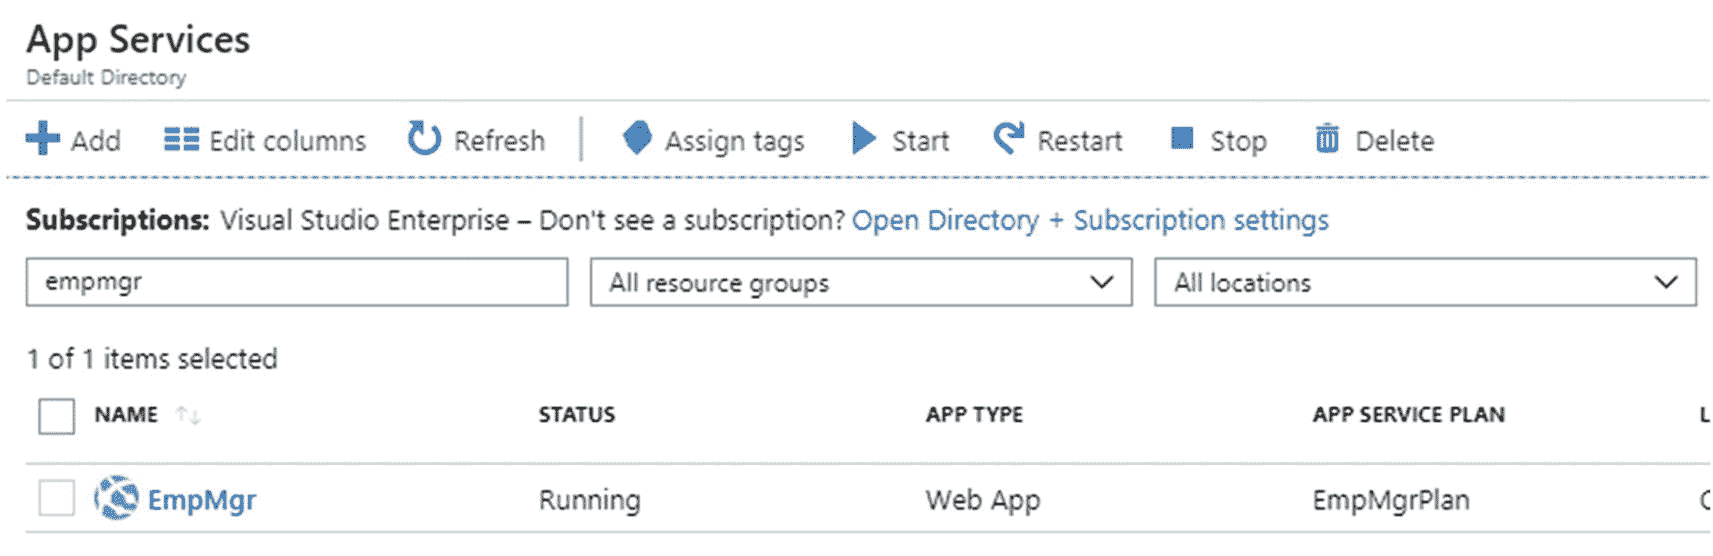 App Services
Default Directory
Add Edit columns Refresh Assign tags Start Restart Stop Delete
Subscriptions: Visual Studio Enterprise – Don't see a subscription? Open Directory + Subscription settings
empmgr All resource groups All locations
1 of 1 items selected
NAME STATUS APP TYPE APP SERVICE PLAN
EmpMgr Running Web App EmpMgrPlan